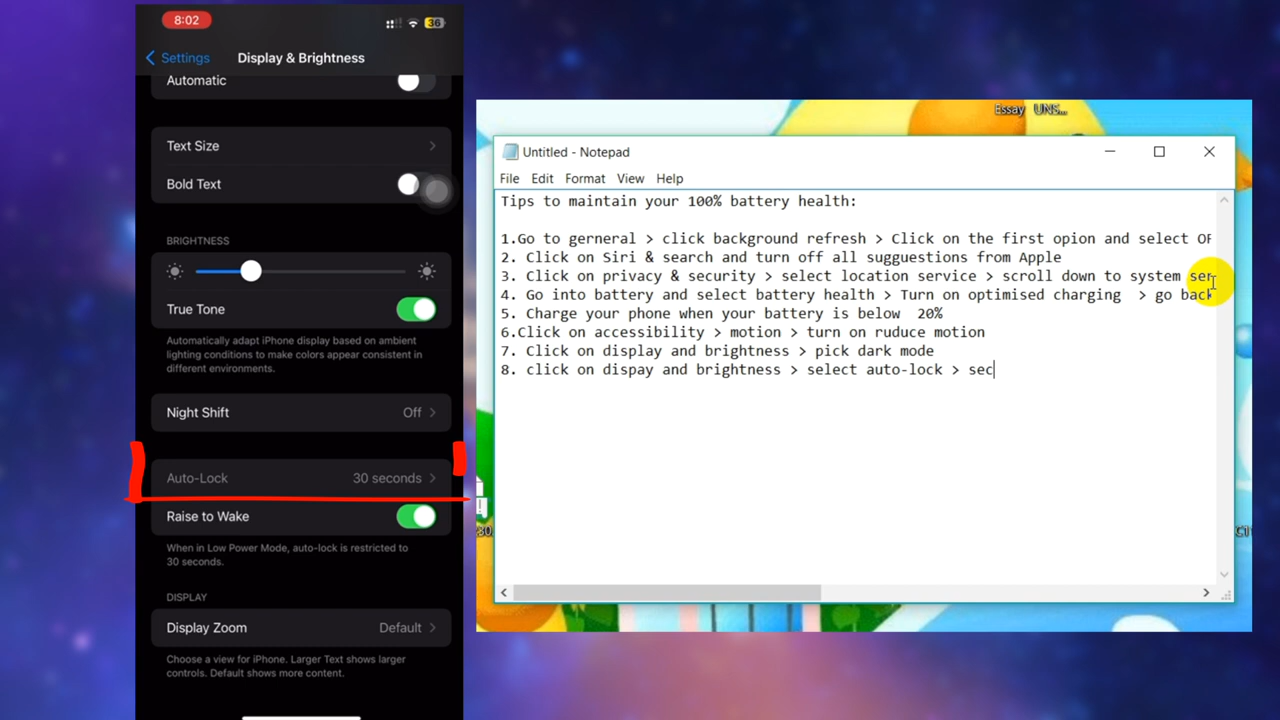 8:02
36
Settings
Display & Brightness
Automatic
Text Size
Bold Text
BRIGHTNESS
True Tone
Automatically adapt iPhone display based on ambient
lighting conditions to make colors appear consistent in
different environments.
Night Shift Off
Auto-Lock 30 seconds
Raise to Wake
When in Low Power Mode, auto-lock is restricted to
30 seconds.
DISPLAY
Display Zoom Default
Choose a view for iPhone. Larger Text shows larger
controls. Default shows more content.
Essay UNS...
Untitled - Notepad
File Edit Format View Help
Tips to maintain your 100% battery health:
1.Go to gerneral > click background refresh > Click on the first opion and select
2. Click on Siri & search and turn off all sugguestions from Apple
3. Click on privacy & security > select location service > scroll down to system ser
4. Go into battery and select battery health > Turn on optimised charging > go back
5. Charge your phone when your battery is below 20%
6.Click on accessibility > motion > turn on ruduce motion
7. Click on display and brightness > pick dark mode
8. click on dispay and brightness > select auto-lock > sec